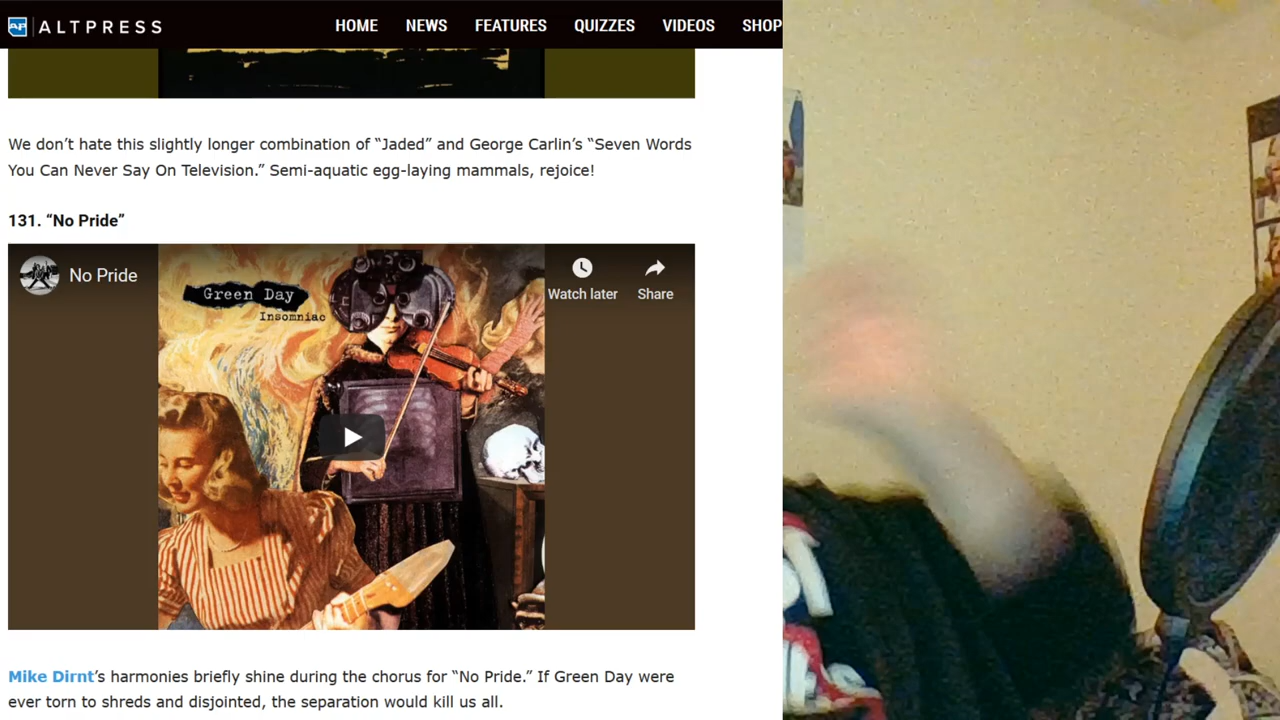 AP ALTPRESS HOME NEWS FEATURES QUIZZES VIDEOS SHOP
We don’t hate this slightly longer combination of “Jaded” and George Carlin’s “Seven Words
You Can Never Say On Television.” Semi-aquatic egg-laying mammals, rejoice!
131. “No Pride”
No Pride
Watch later
Share
Green Day
Insomniac
Mike Dirnt’s harmonies briefly shine during the chorus for “No Pride.” If Green Day were
ever torn to shreds and disjointed, the separation would kill us all.